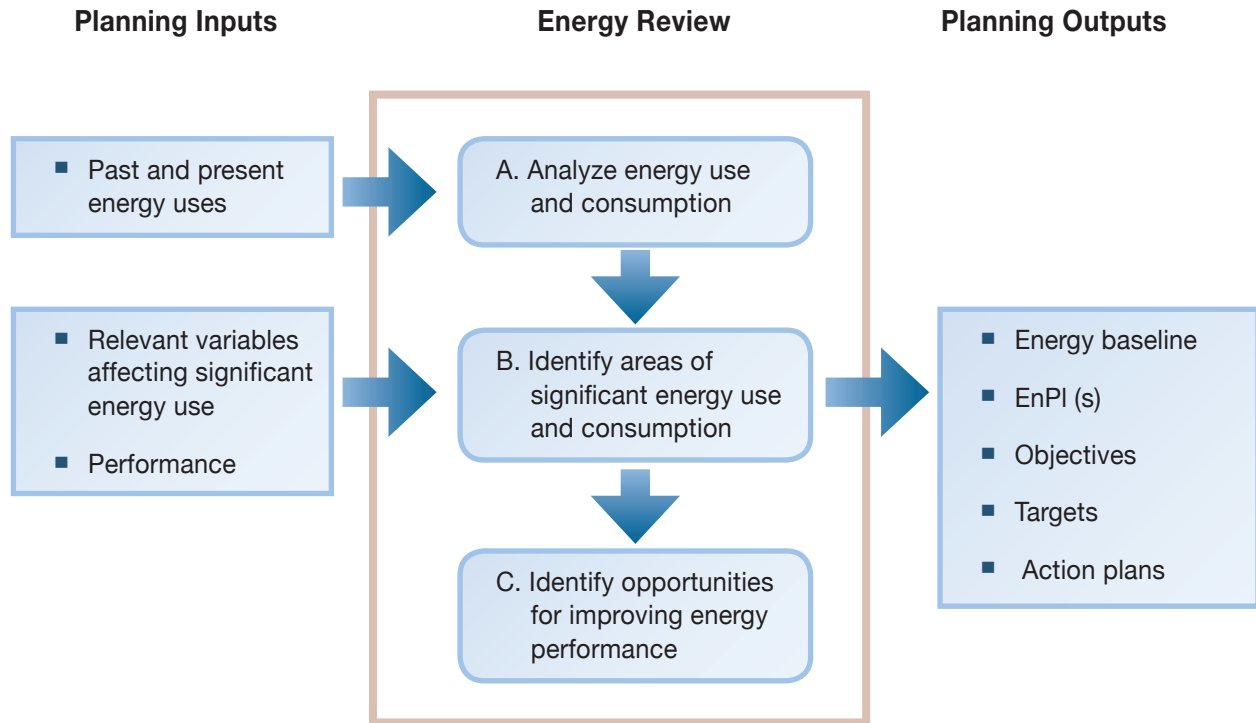 Planning Inputs
Energy Review
Planning Outputs
■ Past and present
energy uses
A. Analyze energy use
and consumption
■ Relevant variables
affecting significant
energy use
■ Performance
B. Identify areas of
significant energy use
and consumption
C. Identify opportunities
for improving energy
performance
■ Energy baseline
■ EnPI (s)
■ Objectives
■ Targets
■ Action plans